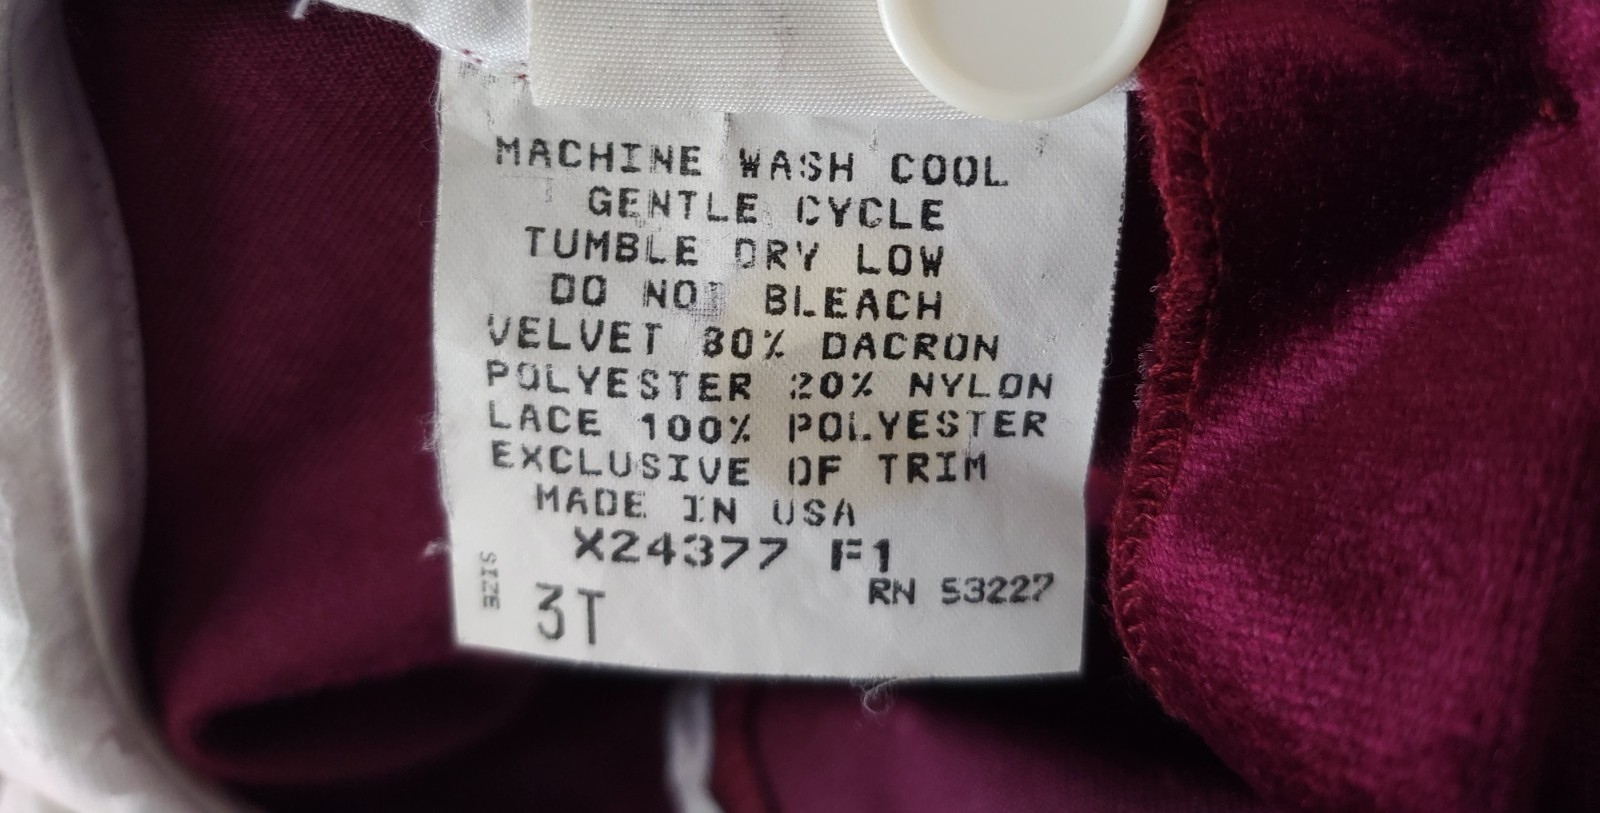 MACHINE WASH COOL
GENTLE CYCLE
TUMBLE DRY LOW
DO NOT BLEACH
VELVET 80% DACRON
POLYESTER 20% NYLON
LACE 100% POLYESTER
EXCLUSIVE OF TRIM
MADE IN USA
X24377 F1
RN 53227
SIZE 3T